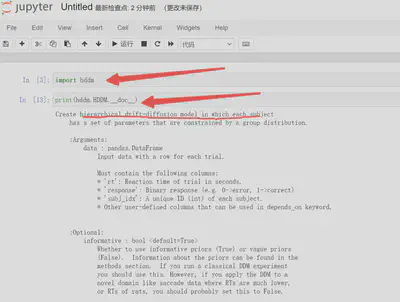 jupyter Untitled 最新检查点: 2 分钟前 (更改未保存)
File Edit View Insert Cell Kernel Widgets Help
运行 代码
In [3]: import hddm
In [13]: print(hddm.HDDM.__doc__)
Create hierarchical drift-diffusion model in which each subject
has a set of parameters that are constrained by a group distribution.
:Arguments:
data : pandas.DataFrame
Input data with a row for each trial.
Must contain the following columns:
* 'rt': Reaction time of trial in seconds.
* 'response': Binary response (e.g. 0->error, 1->correct)
* 'subj_idx': A unique ID (int) of each subject.
* Other user-defined columns that can be used in depends_on keyword.
:Optional:
informative : bool <default=True>
Whether to use informative priors (True) or vague priors
(False). Information about the priors can be found in the
methods section. If you run a classical DDM experiment
you should use this. However, if you apply the DDM to a
novel domain like saccade data where RTs are much lower,
or RTs of rats, you should probably set this to False.